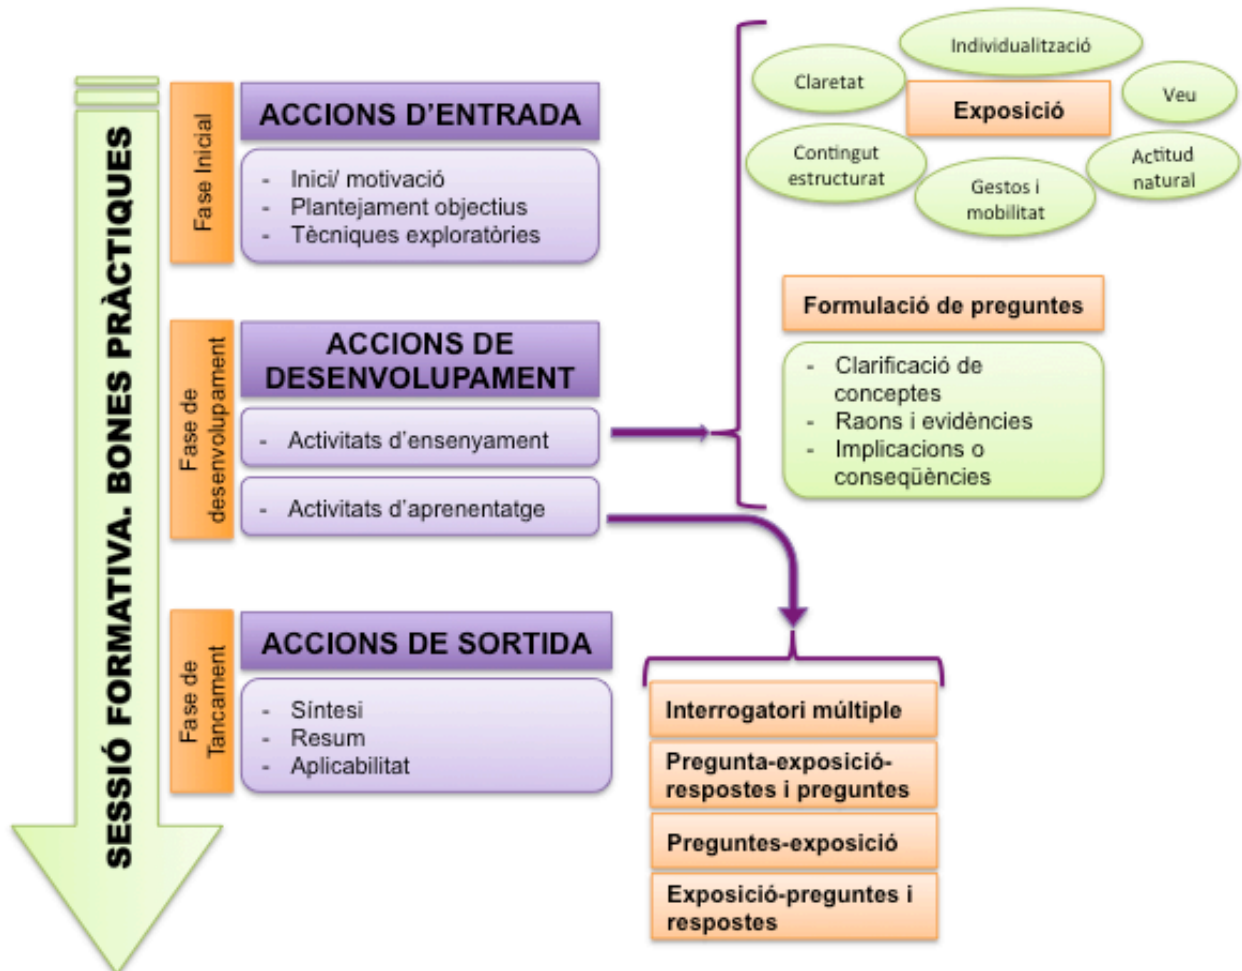 SESSIÓ FORMATIVA. BONES PRÀCTIQUES
Fase Inicial
ACCIONS D'ENTRADA
- Inici/ motivació
- Plantejament objectius
- Tècniques exploratòries
Fase de
desenvolupament
ACCIONS DE
DESENVOLUPAMENT
- Activitats d'ensenyament
- Activitats d'aprenentatge
Fase de
Tancament
ACCIONS DE SORTIDA
- Síntesi
- Resum
- Aplicabilitat
Individualització
Claretat
Exposició
Veu
Contingut
estructurat
Gestos i
mobilitat
Actitud
natural
Formulació de preguntes
- Clarificació de
conceptes
- Raons i evidències
- Implicacions o
conseqüències
Interrogatori múltiple
Pregunta-exposició-
respostes i preguntes
Preguntes-exposició
Exposició-preguntes i
respostes